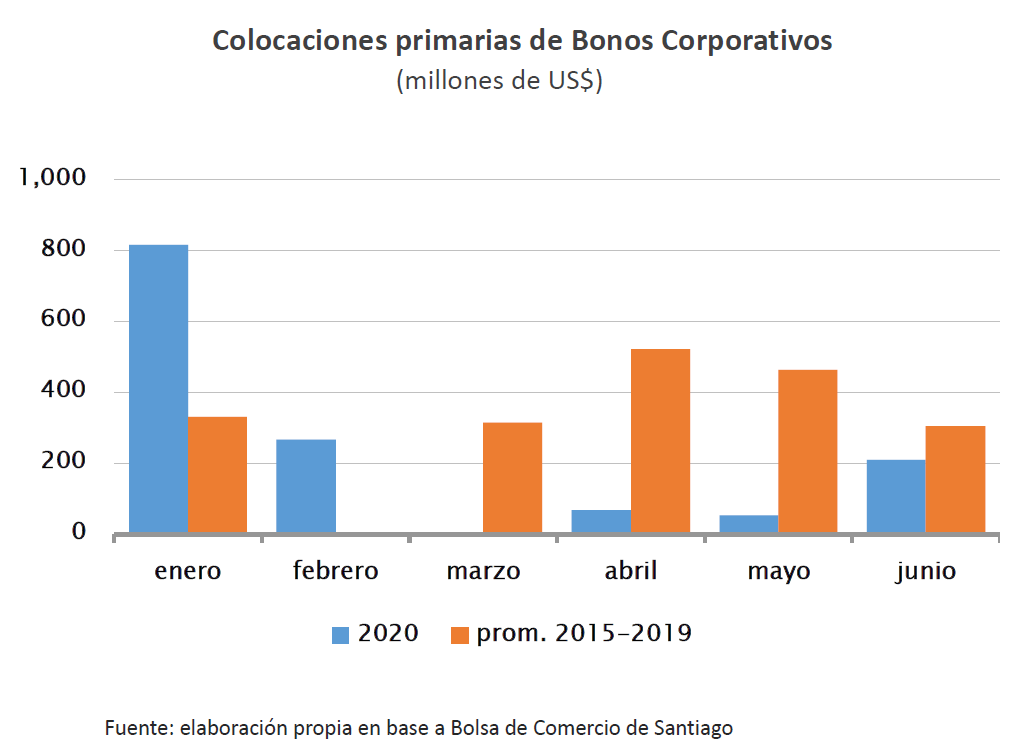 Colocaciones primarias de Bonos Corporativos
(millones de US$)
1,000
800
600
400
200
0
enero febrero marzo abril mayo junio
2020 prom. 2015-2019
Fuente: elaboración propia en base a Bolsa de Comercio de Santiago